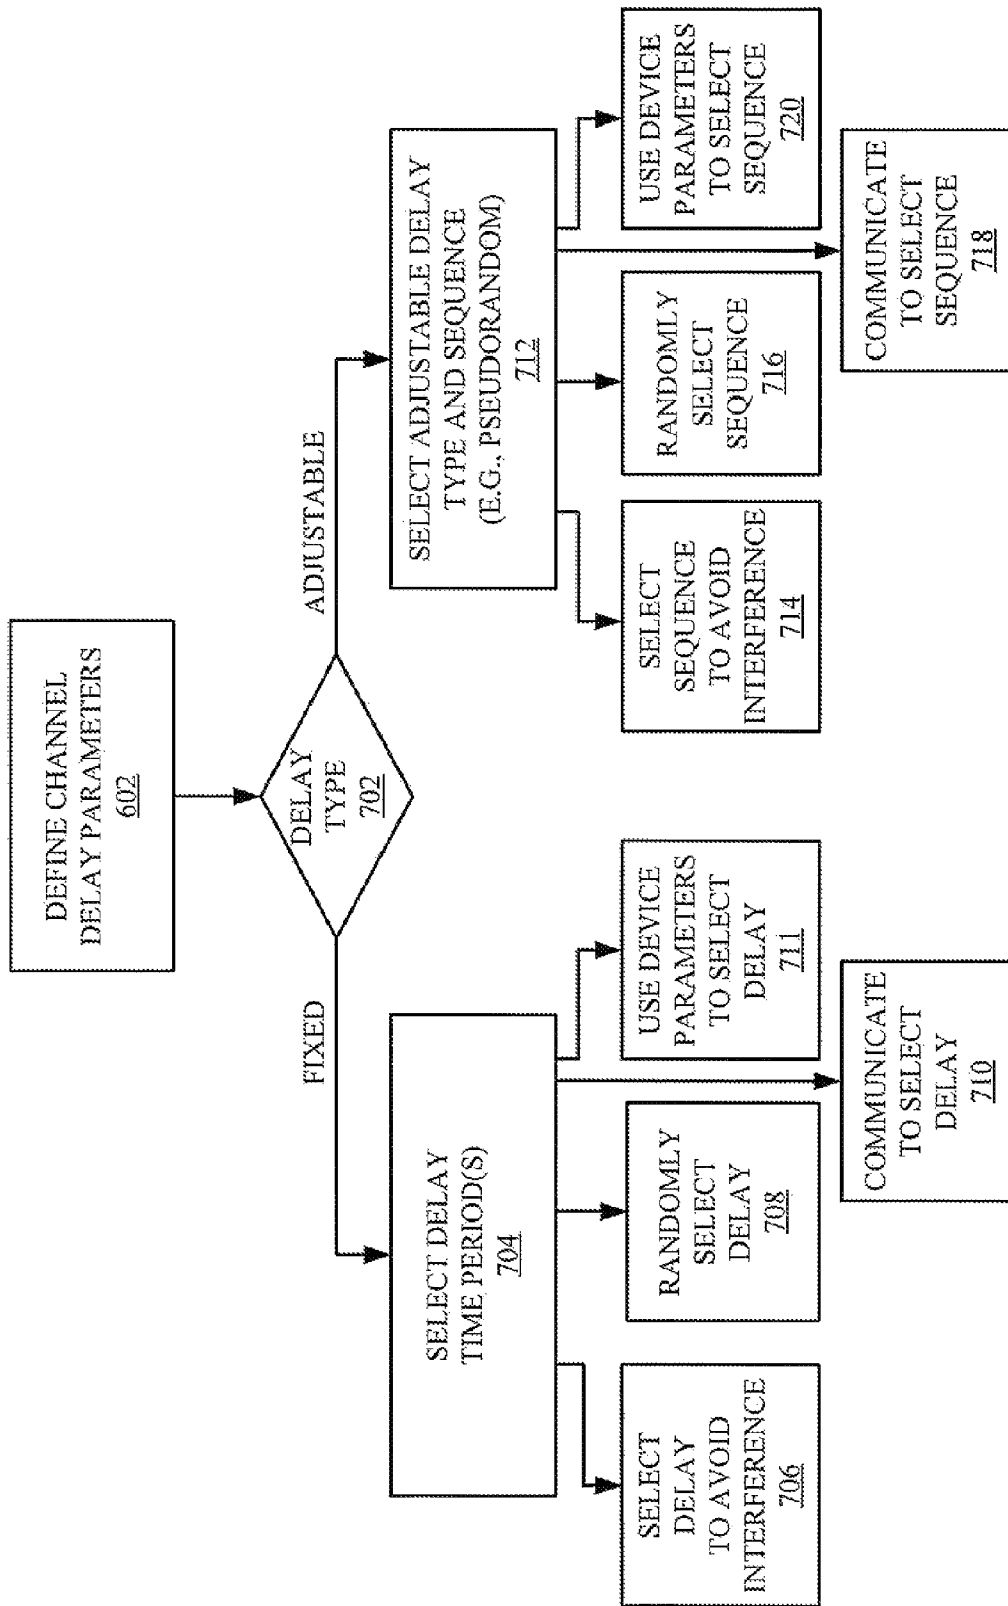 DEFINE CHANNEL
DELAY PARAMETERS
602
DELAY
TYPE
702
FIXED
ADJUSTABLE
SELECT DELAY
TIME PERIOD(S)
704
SELECT
DELAY
TO AVOID
INTERFERENCE
706
RANDOMLY
SELECT
DELAY
708
COMMUNICATE
TO SELECT
DELAY
710
USE DEVICE
PARAMETERS
TO SELECT
DELAY
711
SELECT ADJUSTABLE DELAY
TYPE AND SEQUENCE
(E.G., PSEUDORANDOM)
712
SELECT
SEQUENCE
TO AVOID
INTERFERENCE
714
RANDOMLY
SELECT
SEQUENCE
716
COMMUNICATE
TO SELECT
SEQUENCE
718
USE DEVICE
PARAMETERS
TO SELECT
SEQUENCE
720